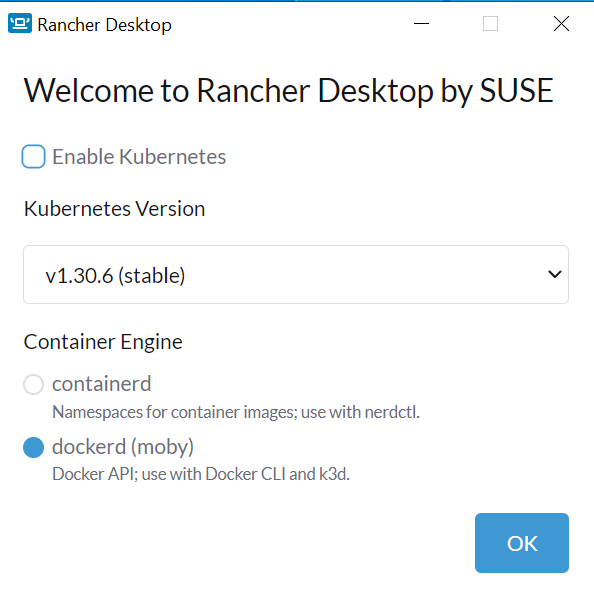 Rancher Desktop
Welcome to Rancher Desktop by SUSE
Enable Kubernetes
Kubernetes Version
v1.30.6 (stable)
Container Engine
containerd
Namespaces for container images; use with nerdctl.
dockerd (moby)
Docker API; use with Docker CLI and k3d.
OK